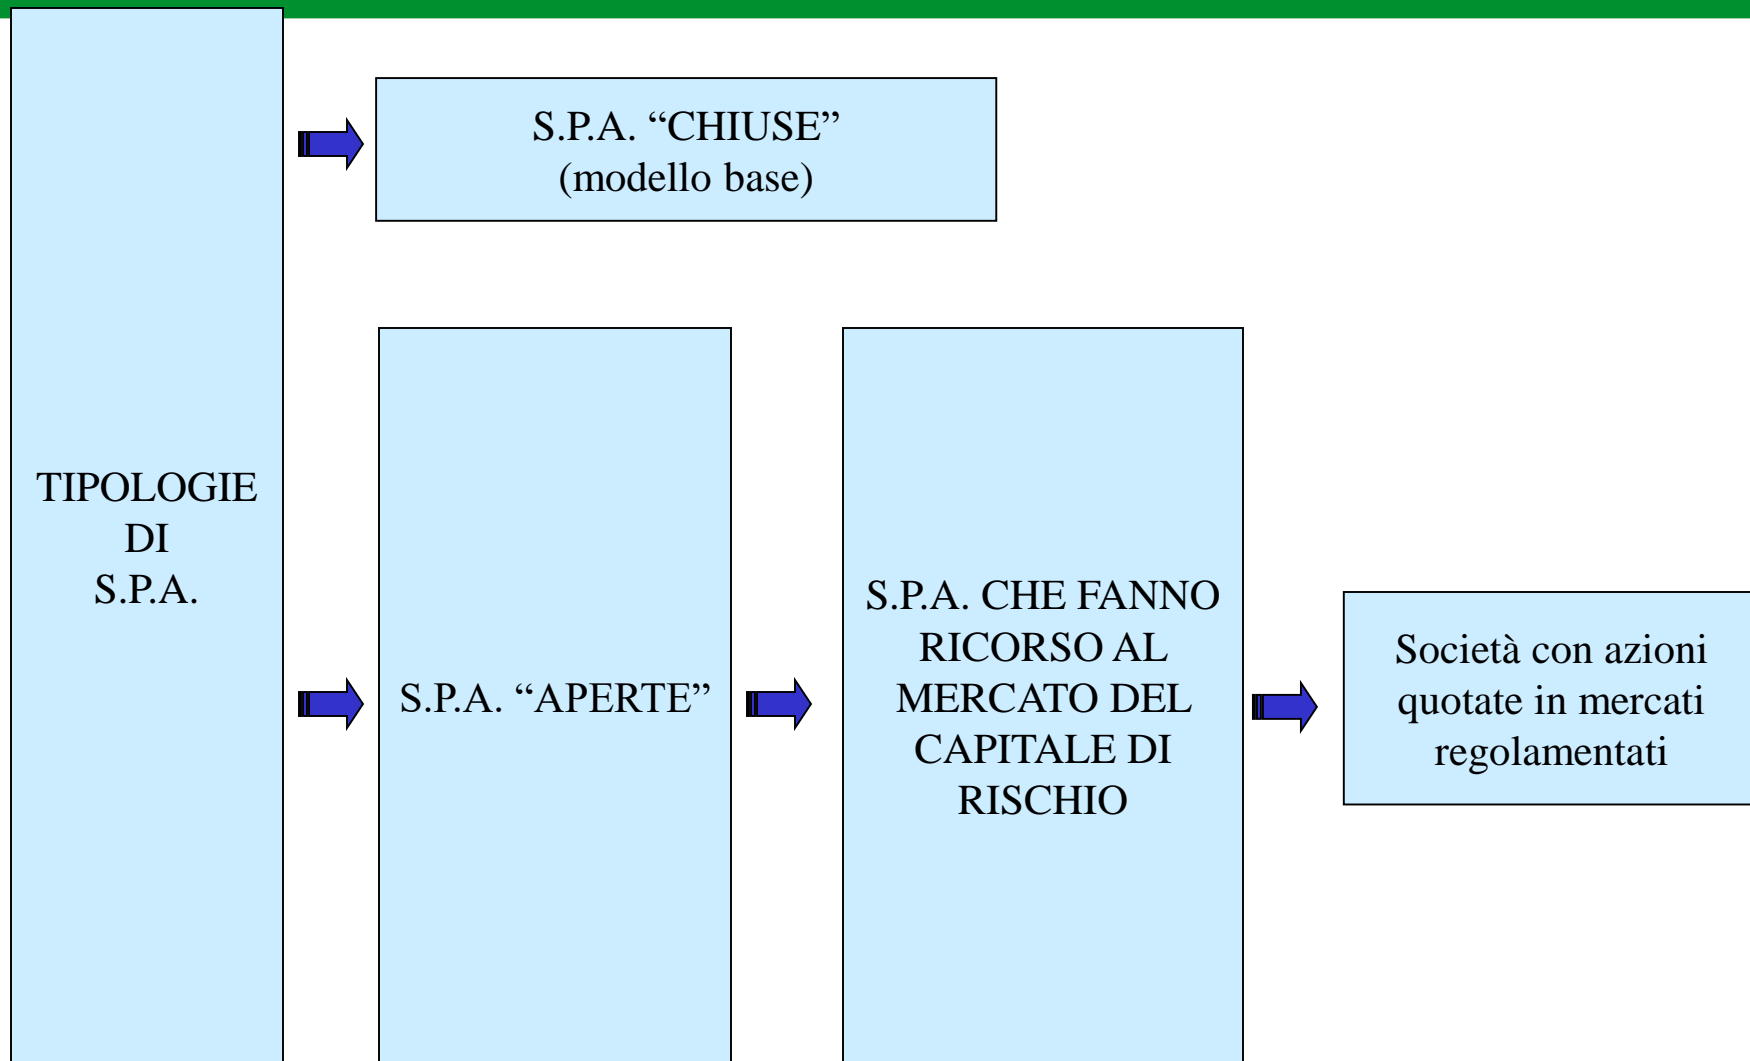 S.P.A. “CHIUSE”
(modello base)
TIPOLOGIE
DI
S.P.A.
S.P.A. “APERTE”
S.P.A. CHE FANNO
RICORSO AL
MERCATO DEL
CAPITALE DI
RISCHIO
Società con azioni
quotate in mercati
regolamentati